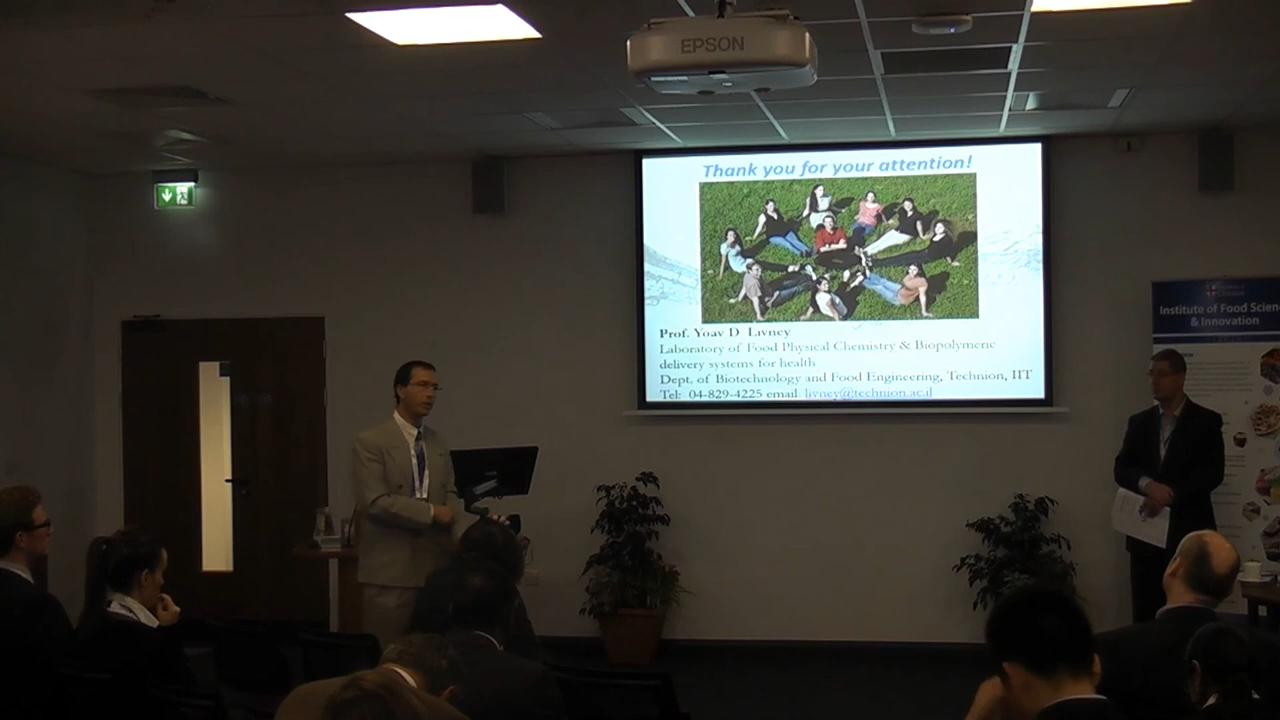 EPSON
Thank you for your attention!
Prof. Yoav D Livney
Laboratory of Food Physical Chemistry & Biopolymeric
delivery systems for health
Dept. of Biotechnology and Food Engineering, Technion, IIT
Tel: 04-829-4225 email: livney@technion.ac.il
Institute of Food Scien
& Innovation